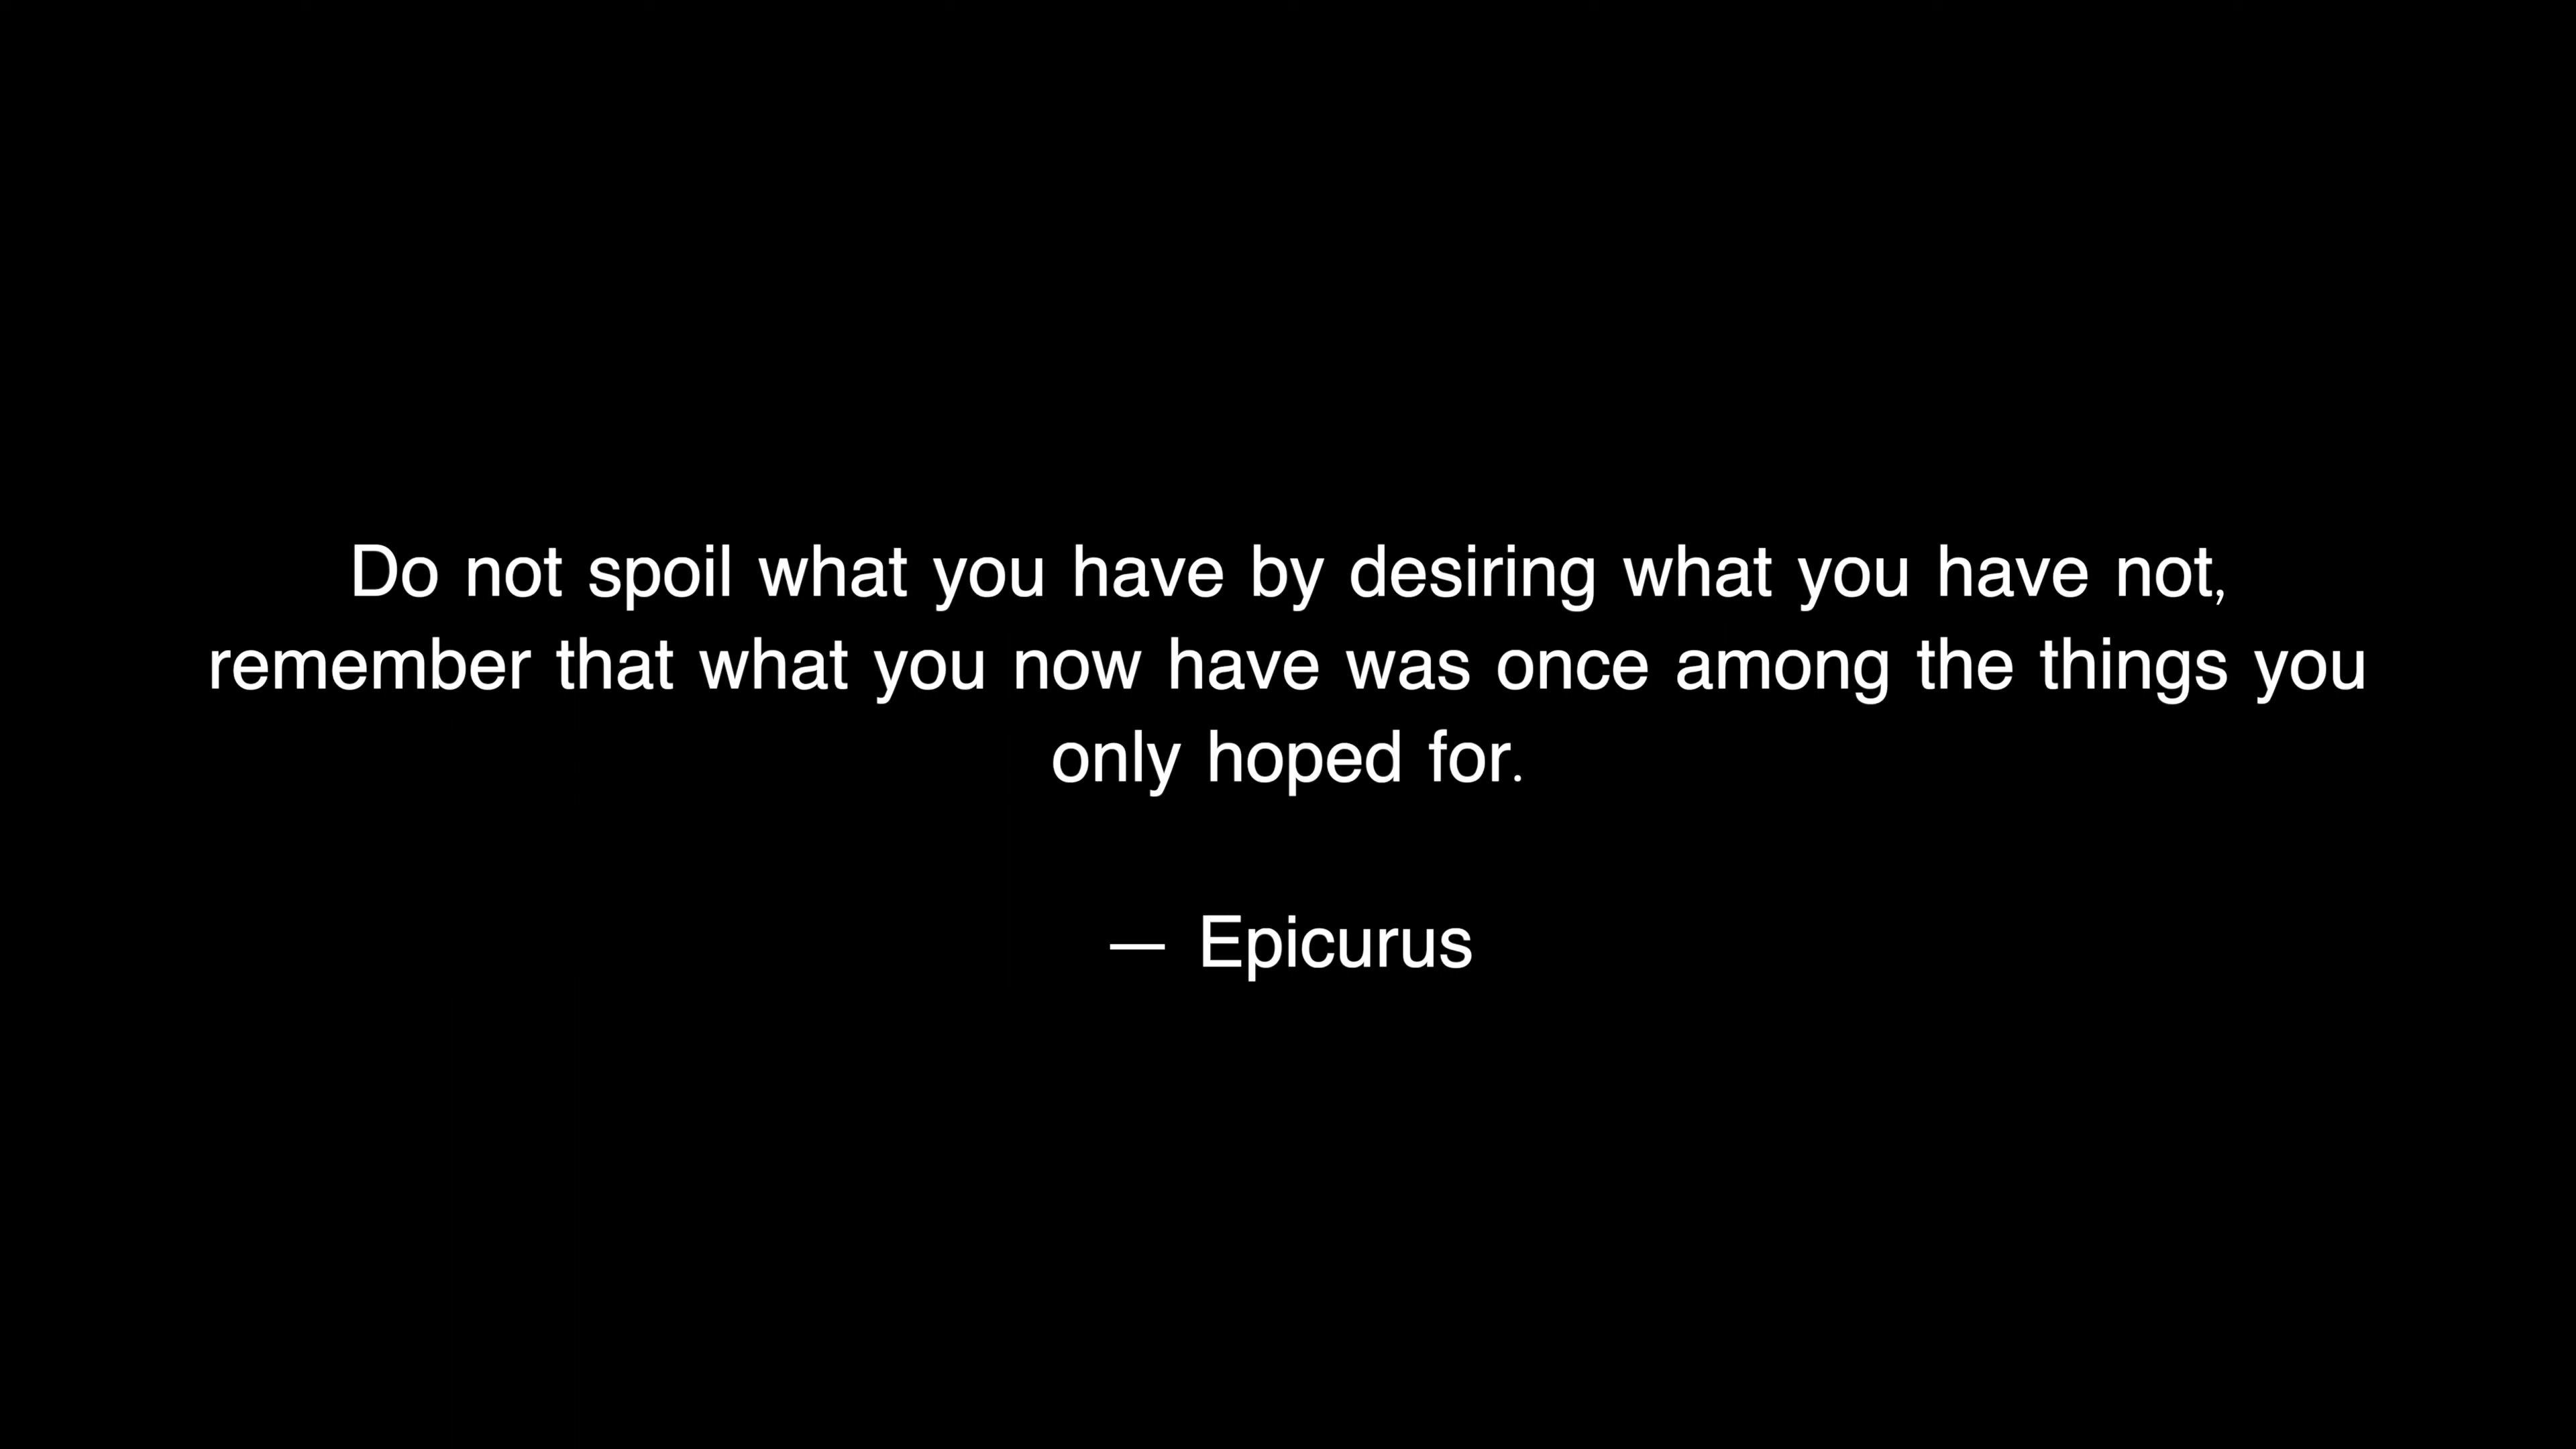 Do not spoil what you have by desiring what you have not,
remember that what you now have was once among the things you
only hoped for.
— Epicurus